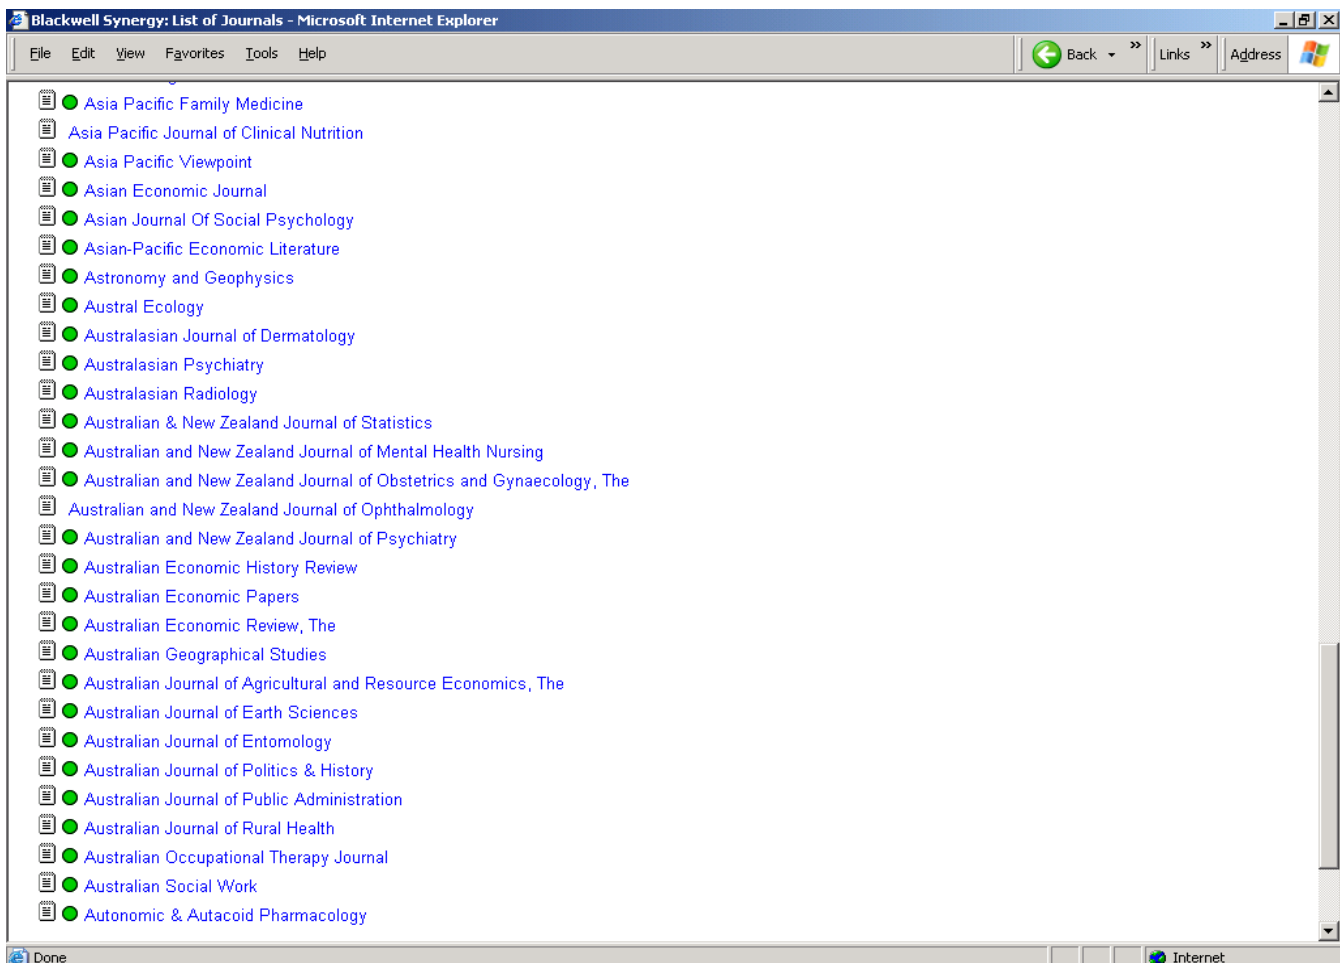 Blackwell Synergy: List of Journals - Microsoft Internet Explorer
File Edit View Favorites Tools Help Back » Links » Address
Asia Pacific Family Medicine
Asia Pacific Journal of Clinical Nutrition
Asia Pacific Viewpoint
Asian Economic Journal
Asian Journal Of Social Psychology
Asian-Pacific Economic Literature
Astronomy and Geophysics
Austral Ecology
Australasian Journal of Dermatology
Australasian Psychiatry
Australasian Radiology
Australian & New Zealand Journal of Statistics
Australian and New Zealand Journal of Mental Health Nursing
Australian and New Zealand Journal of Obstetrics and Gynaecology, The
Australian and New Zealand Journal of Ophthalmology
Australian and New Zealand Journal of Psychiatry
Australian Economic History Review
Australian Economic Papers
Australian Economic Review, The
Australian Geographical Studies
Australian Journal of Agricultural and Resource Economics, The
Australian Journal of Earth Sciences
Australian Journal of Entomology
Australian Journal of Politics & History
Australian Journal of Public Administration
Australian Journal of Rural Health
Australian Occupational Therapy Journal
Australian Social Work
Autonomic & Autacoid Pharmacology
Done Internet